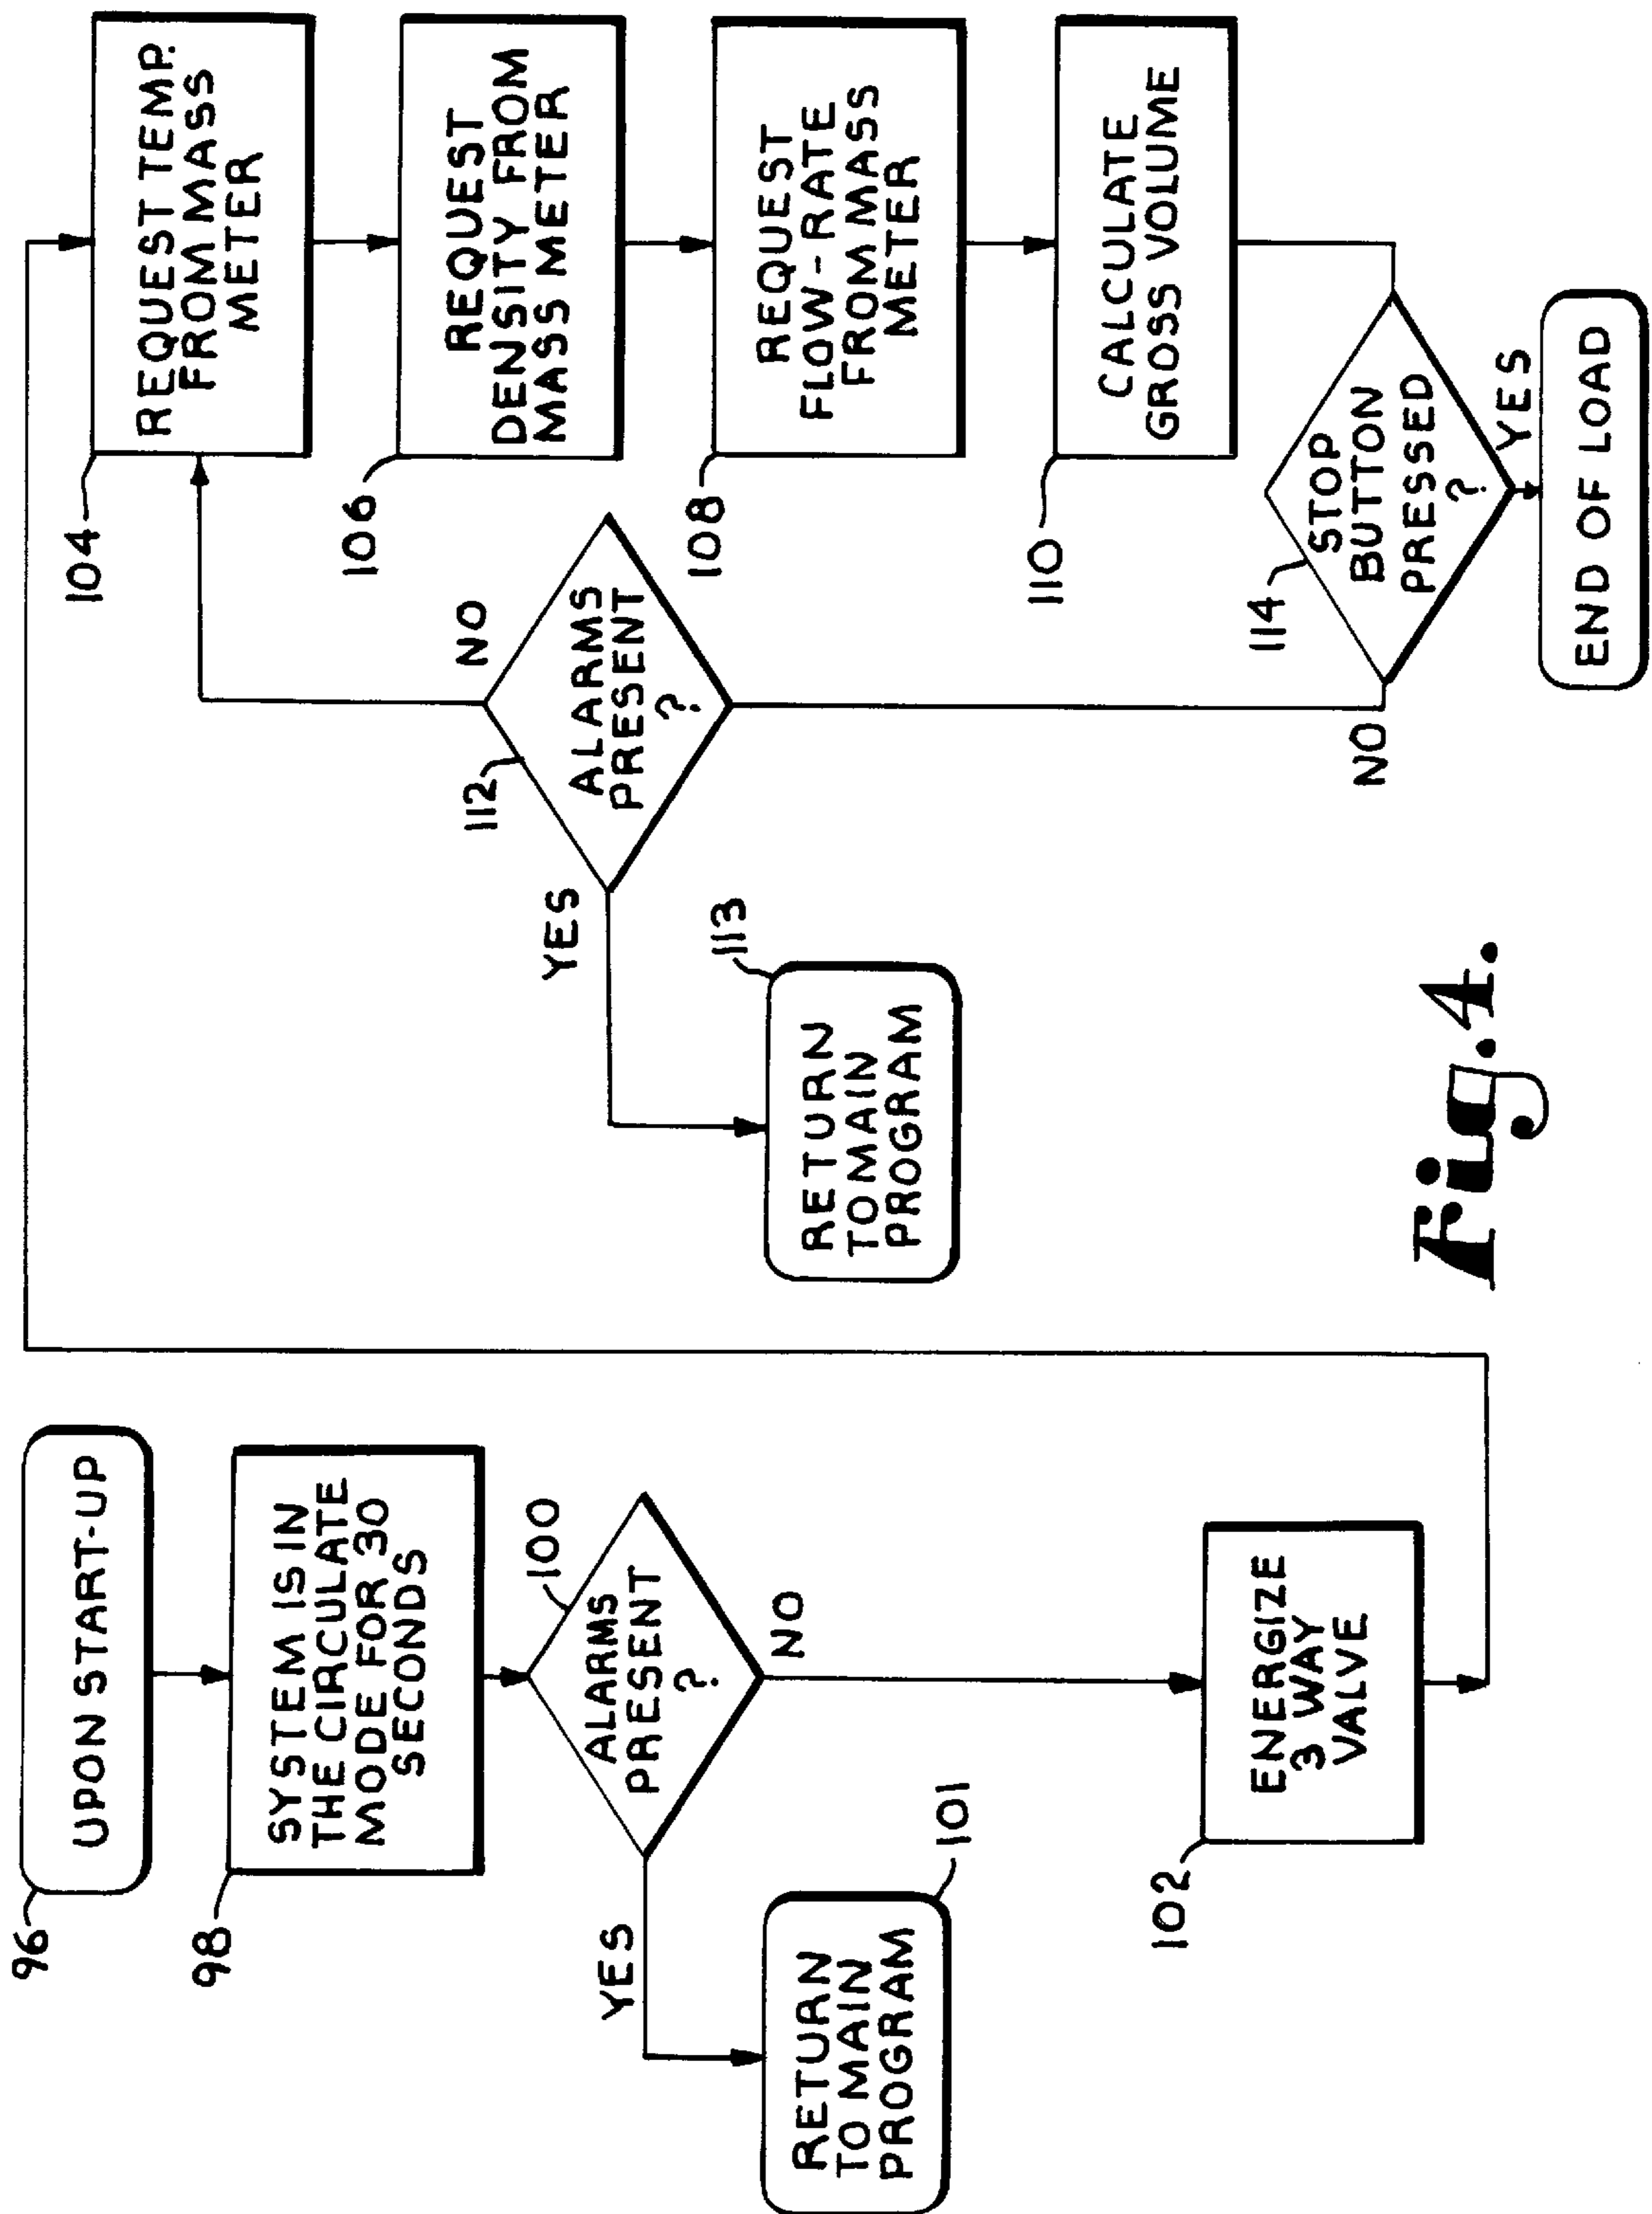 96
UPON START-UP
98
SYSTEM IS IN
THE CIRCULATE
MODE FOR 30
SECONDS
100
ALARMS
PRESENT
?
YES
NO
101
RETURN
TO MAIN
PROGRAM
102
ENERGIZE
3 WAY
VALVE
104
REQUEST TEMP.
FROM MASS
METER
106
REQUEST
DENSITY FROM
MASS METER
108
REQUEST
FLOW-RATE
FROM MASS
METER
110
CALCULATE
GROSS VOLUME
112
ALARMS
PRESENT
?
NO
YES
113
RETURN
TO MAIN
PROGRAM
114
STOP
BUTTON
PRESSED
?
NO
YES
END OF LOAD
Fig.4.